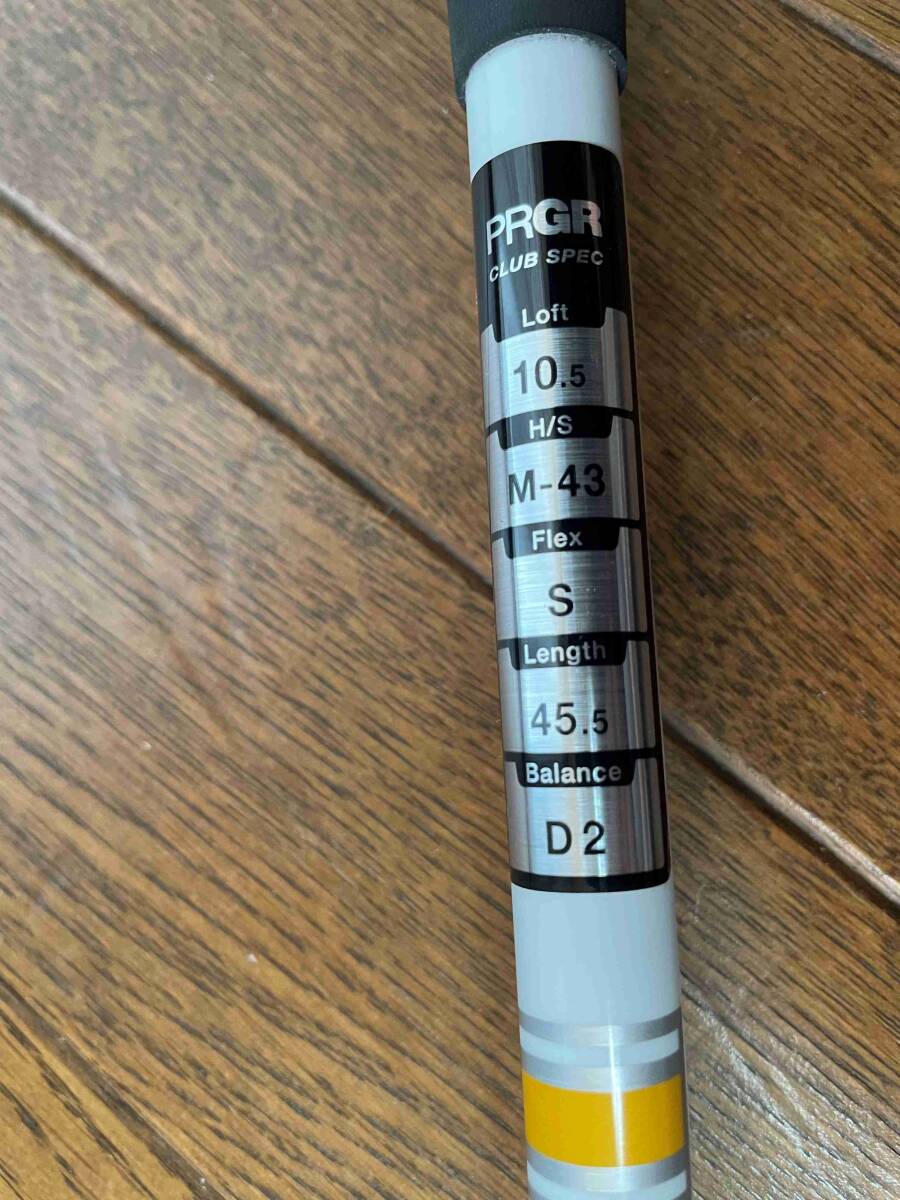 PRGR
CLUB SPEC
Loft
10.5
H/S
M-43
Flex
S
Length
45.5
Balance
D2